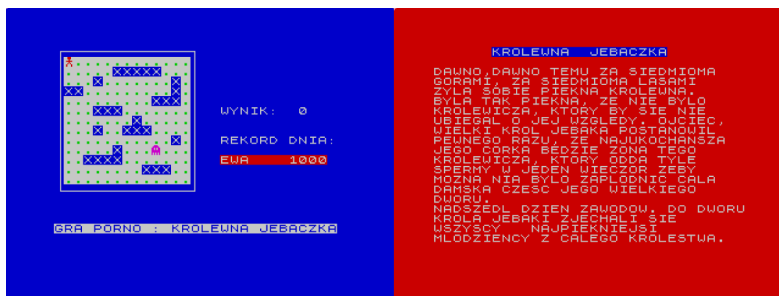 WYNIK: 0
REKORD DNIA:
EWA 1000
GRA PORNO : KROLEWNA JEBACZKA
KROLEWNA JEBACZKA
DAWNO,DAWNO TEMU ZA SIEDMIOMA
GORAMI, ZA SIEDMIOMA LASAMI
ZYLA SOBIE PIEKNA KROLEWNA.
BYLA TAK PIEKNA, ZE NIE BYLO
KROLEWICZA, KTORY BY SIE NIE
UBIEGAL O JEJ WZGLEDY. OJCIEC,
WIELKI KROL JEBAKA POSTANOWIL
PEWNEGO RAZU, ZE NAJUKOCHANSZA
JEGO CORKA BEDZIE ZONA TEGO
KROLEWICZA, KTORY ODDA TYLE
SPERMY W JEDEN WIECZOR ZEBY
MOZNA NIA BYLO ZAPLODNIC CALA
DAMSKA CZESC JEGO WIELKIEGO
DWORU.
NADSZEDL DZIEN ZAWODOW. DO DWORU
KROLA JEBAKI ZJECHALI SIE
WSZYSCY NAJPIEKNIEJSI
MLODZIENCY Z CALEGO KROLESTWA.